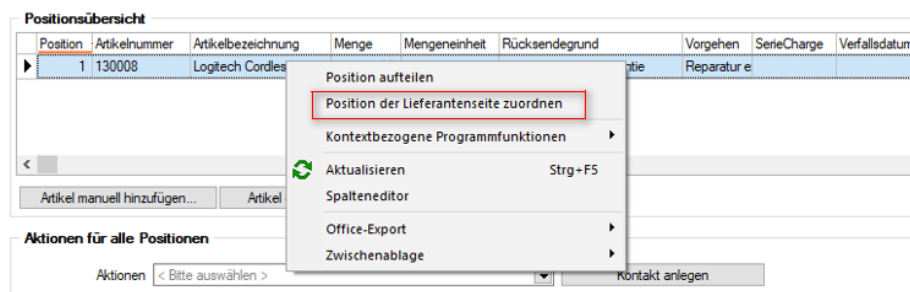 Positionsübersicht
Position Artikelnummer Artikelbezeichnung Menge Mengeneinheit Rücksendegrund Vorgehen SerieCharge Verfallsdatum
1 130008 Logitech Cordles ntie Reparatur e
Position aufteilen
Position der Lieferantenseite zuordnen
Kontextbezogene Programmfunktionen
Aktualisieren Strg+F5
Spalteneditor
Office-Export
Zwischenablage
Artikel manuell hinzufügen... Artikel
Aktionen für alle Positionen
Aktionen < Bitte auswählen > Kontakt anlegen